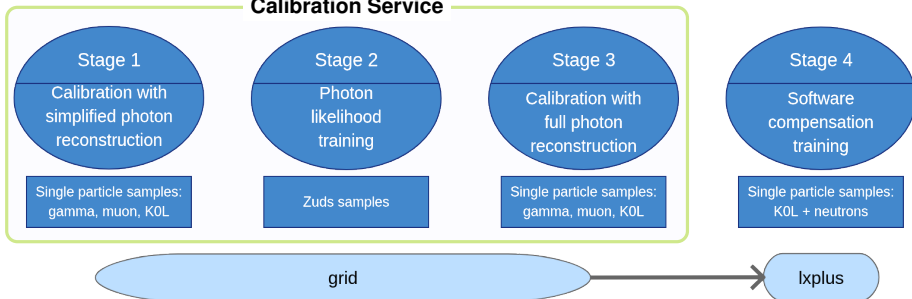 Calibration Service
Stage 1
Calibration with
simplified photon
reconstruction
Single particle samples:
gamma, muon, K0L
Stage 2
Photon
likelihood
training
Zuds samples
Stage 3
Calibration with
full photon
reconstruction
Single particle samples:
gamma, muon, K0L
Stage 4
Software
compensation
training
Single particle samples:
K0L + neutrons
grid
lxplus